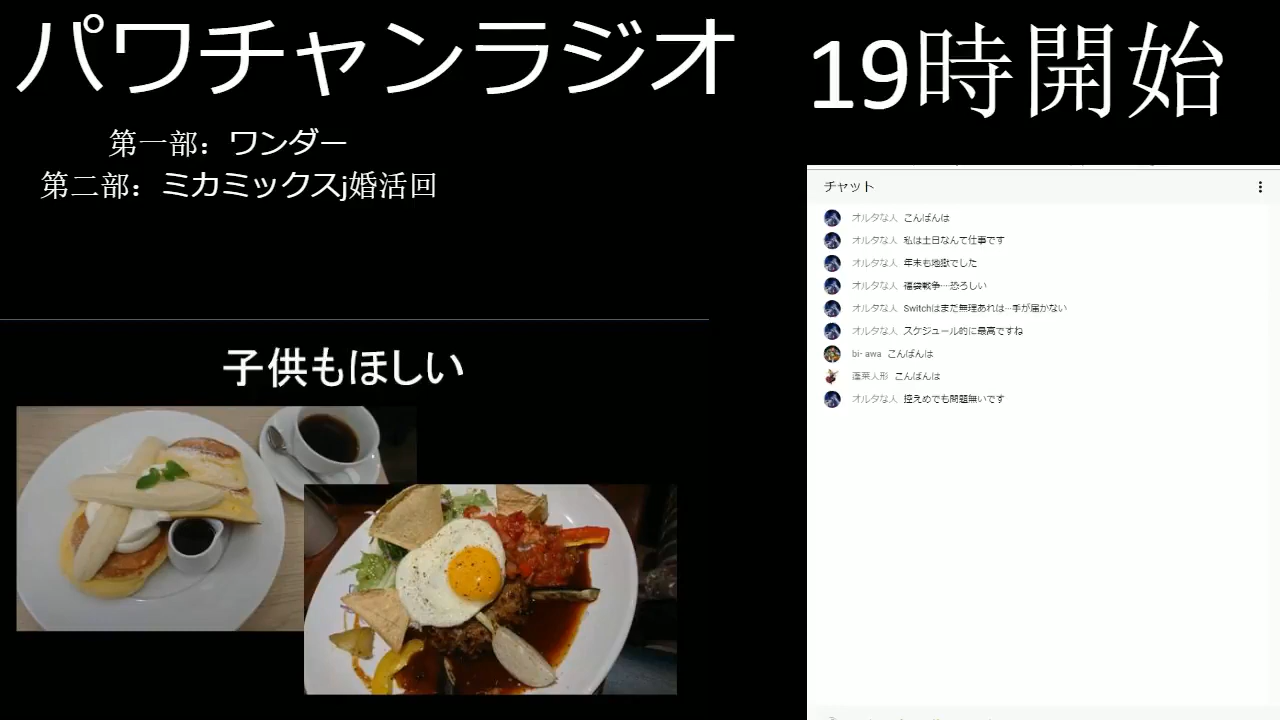 パワチャンラジオ
19時開始
第一部：ワンダー
第二部：ミカミックスj婚活回
子供もほしい
チャット
オルタな人 こんばんは
オルタな人 私は土日なんて仕事です
オルタな人 年末も地獄でした
オルタな人 福袋戦争…恐ろしい
オルタな人 Switchはまだ無理あれは…手が届かない
オルタな人 スケジュール的に最高ですね
bi- awa こんばんは
蓬莱人形 こんばんは
オルタな人 控えめでも問題無いです